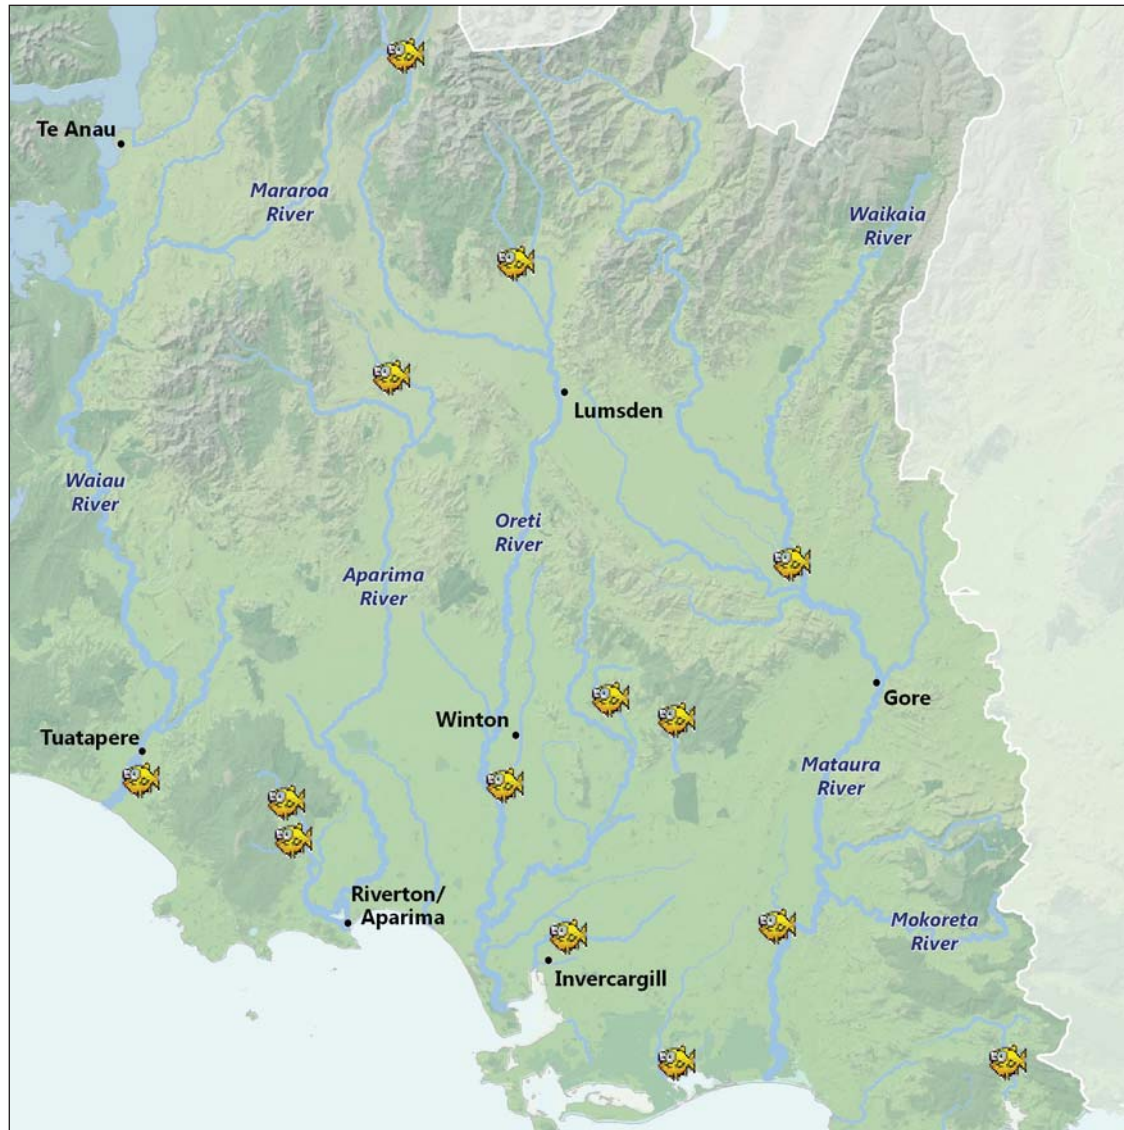 Te Anau
Mararoa
River
Waikaia
River
Lumsden
Waiau
River
Oreti
River
Aparima
River
Gore
Winton
Tuatapere
Mataura
River
Riverton/
Aparima
Mokoreta
River
Invercargill